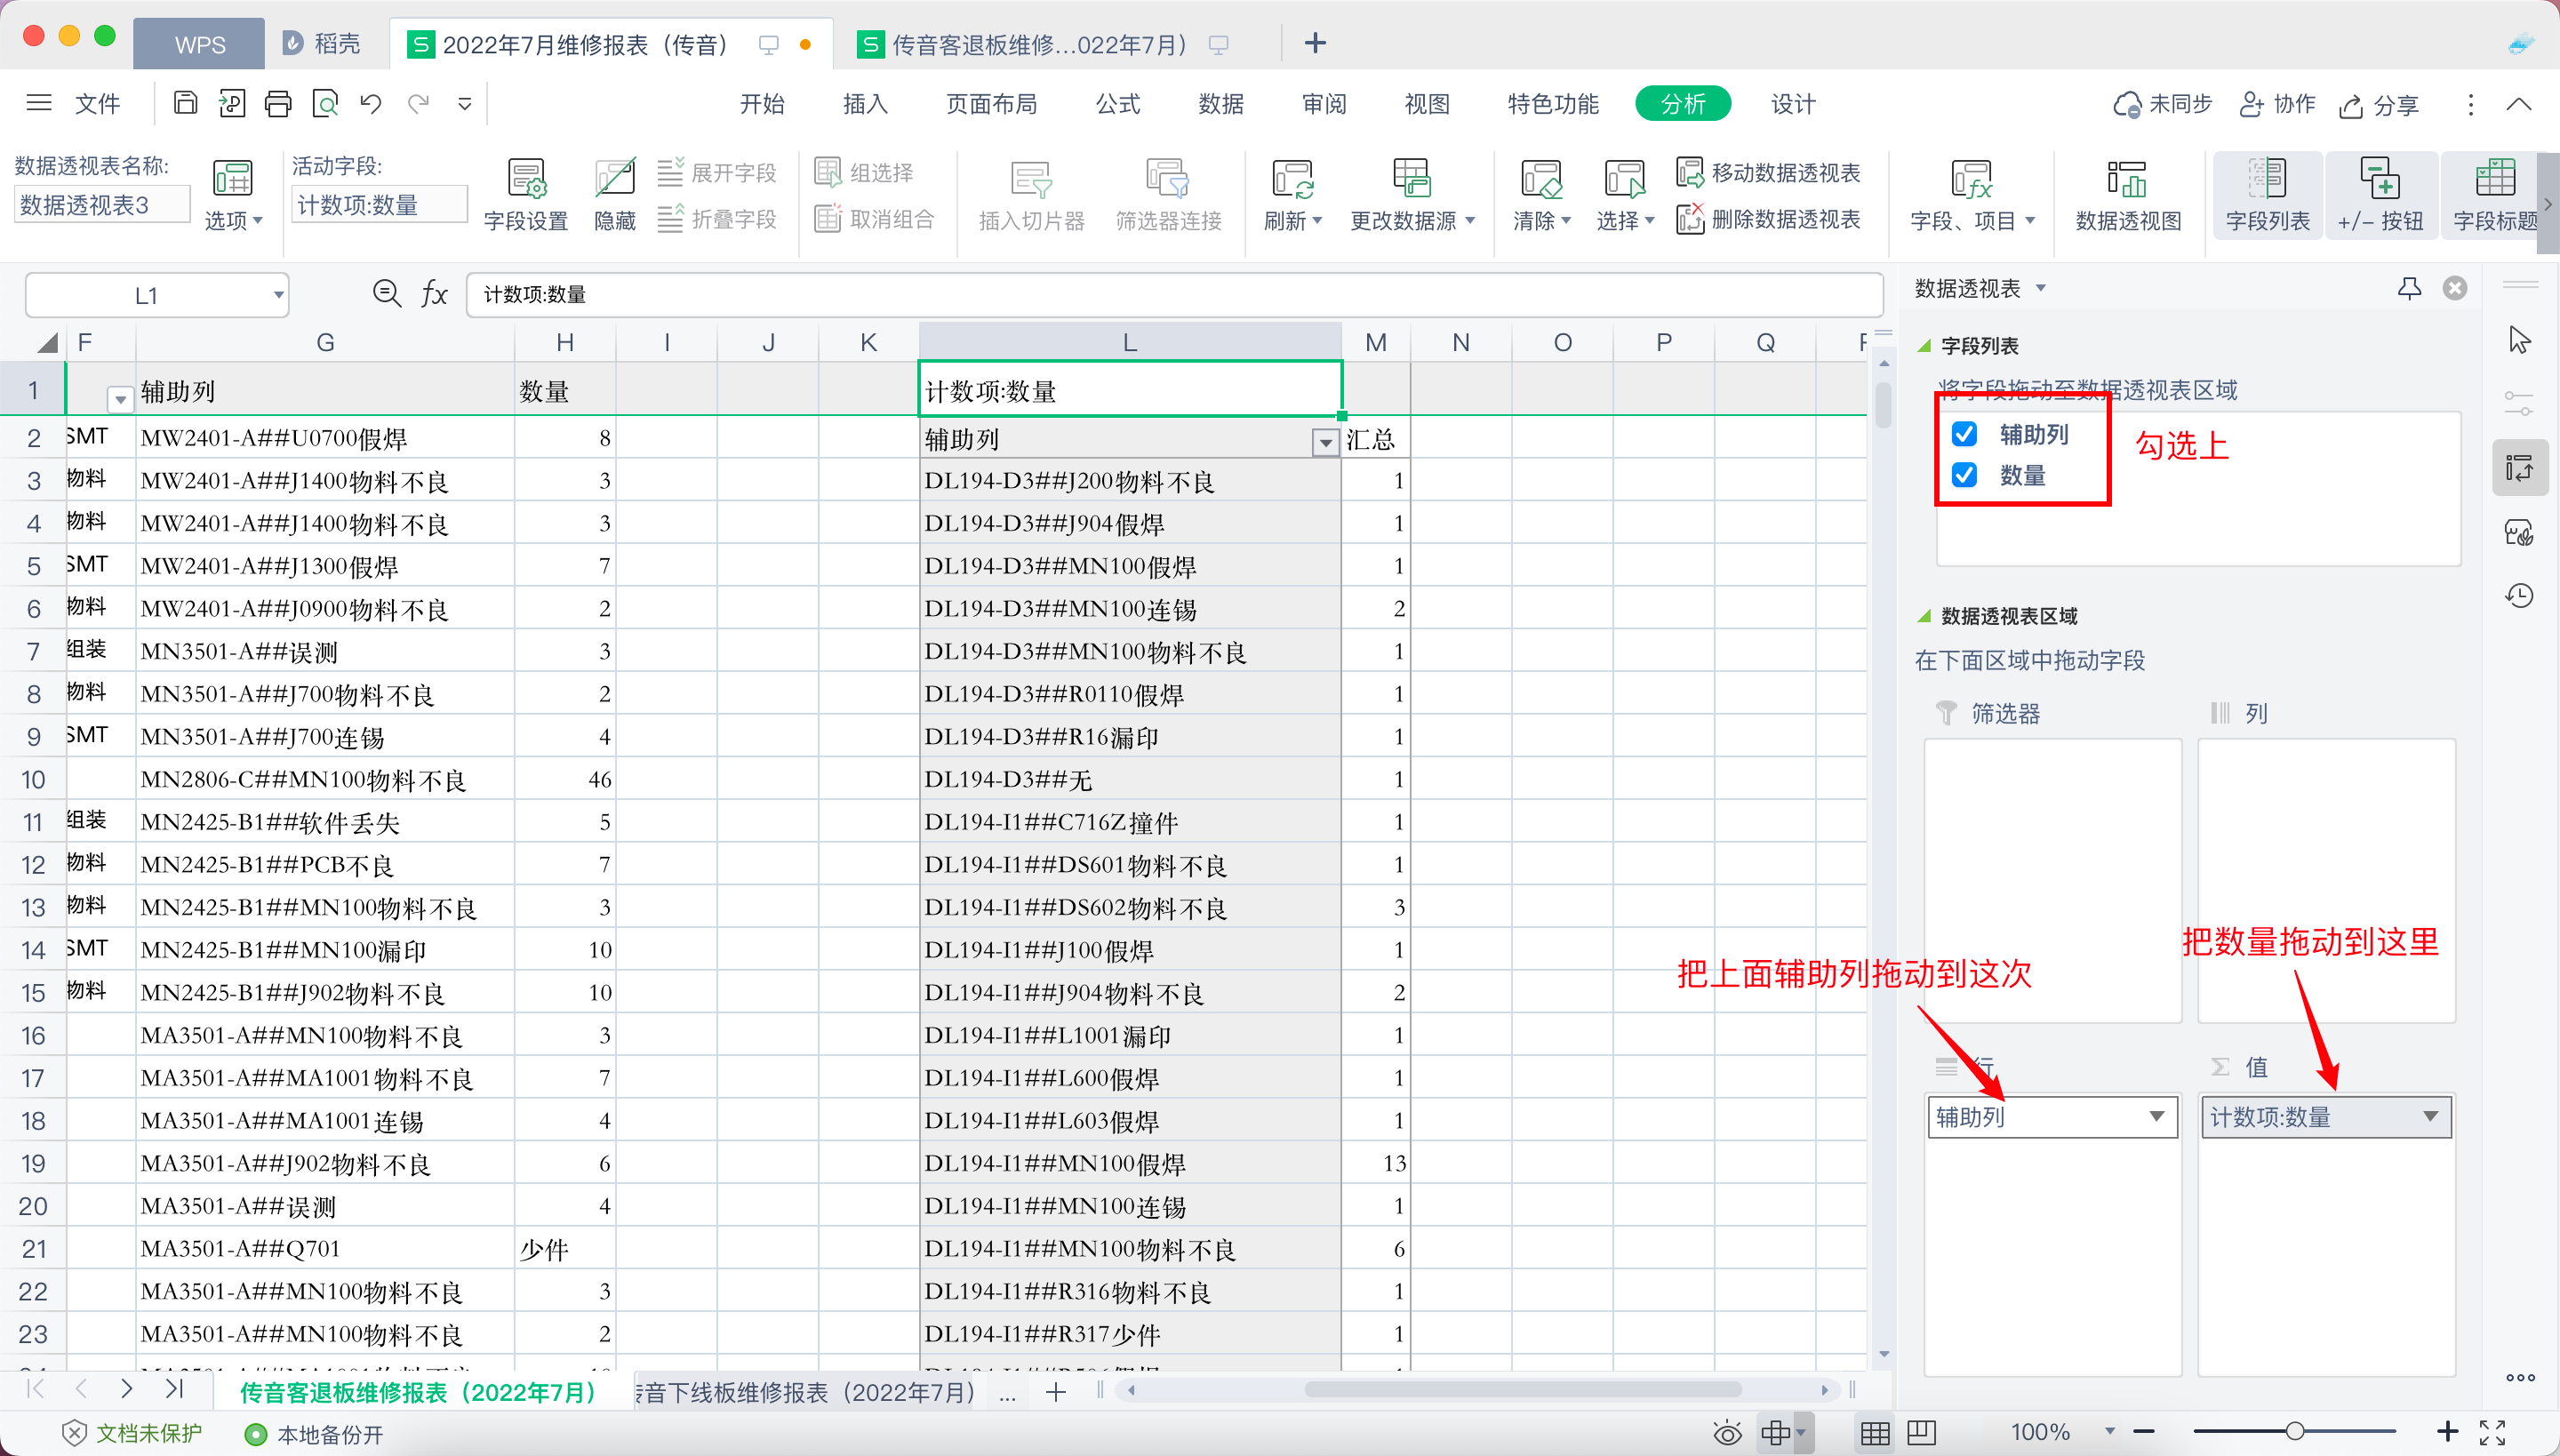 WPS
稻壳
2022年7月维修报表（传音）
传音客退板维修...022年7月）
文件
开始
插入
页面布局
公式
数据
审阅
视图
特色功能
分析
设计
未同步
协作
分享
数据透视表名称:
数据透视表3
选项
活动字段:
计数项:数量
字段设置
隐藏
展开字段
折叠字段
组选择
取消组合
插入切片器
筛选器连接
刷新
更改数据源
清除
选择
移动数据透视表
删除数据透视表
字段、项目
数据透视图
字段列表
+/- 按钮
字段标题
L1
fx
计数项:数量
F G H I J K L M N O P Q
1 辅助列 数量 计数项:数量
2 SMT MW2401-A##U0700假焊 8 辅助列 汇总
3 物料 MW2401-A##J1400物料不良 3 DL194-D3##J200物料不良 1
4 物料 MW2401-A##J1400物料不良 3 DL194-D3##J904假焊 1
5 SMT MW2401-A##J1300假焊 7 DL194-D3##MN100假焊 1
6 物料 MW2401-A##J0900物料不良 2 DL194-D3##MN100连锡 2
7 组装 MN3501-A##误测 3 DL194-D3##MN100物料不良 1
8 物料 MN3501-A##J700物料不良 2 DL194-D3##R0110假焊 1
9 SMT MN3501-A##J700连锡 4 DL194-D3##R16漏印 1
10 MN2806-C##MN100物料不良 46 DL194-D3##无 1
11 组装 MN2425-B1##软件丢失 5 DL194-I1##C716Z撞件 1
12 物料 MN2425-B1##PCB不良 7 DL194-I1##DS601物料不良 1
13 物料 MN2425-B1##MN100物料不良 3 DL194-I1##DS602物料不良 3
14 SMT MN2425-B1##MN100漏印 10 DL194-I1##J100假焊 1
15 物料 MN2425-B1##J902物料不良 10 DL194-I1##J904物料不良 2
16 MA3501-A##MN100物料不良 3 DL194-I1##L1001漏印 1
17 MA3501-A##MA1001物料不良 7 DL194-I1##L600假焊 1
18 MA3501-A##MA1001连锡 4 DL194-I1##L603假焊 1
19 MA3501-A##J902物料不良 6 DL194-I1##MN100假焊 13
20 MA3501-A##误测 4 DL194-I1##MN100连锡 1
21 MA3501-A##Q701 少件 DL194-I1##MN100物料不良 6
22 MA3501-A##MN100物料不良 3 DL194-I1##R316物料不良 1
23 MA3501-A##MN100物料不良 2 DL194-I1##R317少件 1
数据透视表
字段列表
将字段拖动至数据透视表区域
辅助列
数量
勾选上
数据透视表区域
在下面区域中拖动字段
筛选器
列
把数量拖动到这里
把上面辅助列拖动到这次
行
Σ 值
辅助列
计数项:数量
传音客退板维修报表（2022年7月）
音下线板维修报表（2022年7月）
...
文档未保护
本地备份开
100%